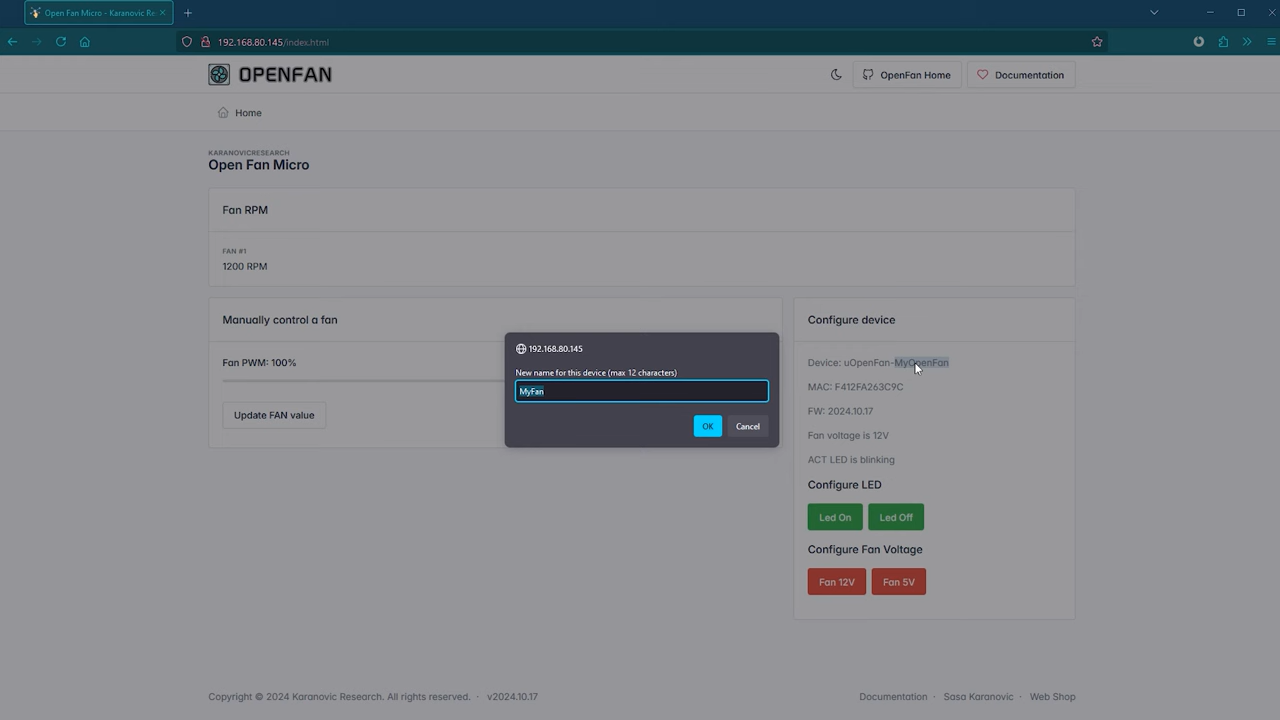 Open Fan Micro - Karanovic Re
192.168.80.145/index.html
OPENFAN
OpenFan Home
Documentation
Home
KARANOVICRESEARCH
Open Fan Micro
Fan RPM
FAN #1
1200 RPM
Manually control a fan
Fan PWM: 100%
Update FAN value
192.168.80.145
New name for this device (max 12 characters)
MyFan
OK
Cancel
Configure device
Device: uOpenFan-MyOpenFan
MAC: F412FA263C9C
FW: 2024.10.17
Fan voltage is 12V
ACT LED is blinking
Configure LED
Led On
Led Off
Configure Fan Voltage
Fan 12V
Fan 5V
Copyright © 2024 Karanovic Research. All rights reserved. · v2024.10.17
Documentation · Sasa Karanovic · Web Shop